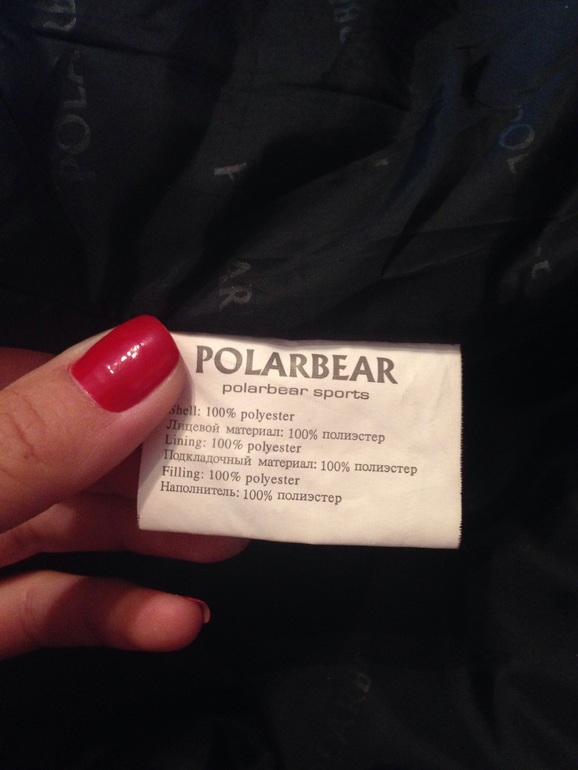 POLARBEAR
polarbear sports
Shell: 100% polyester
Лицевой материал: 100% полиэстер
Lining: 100% polyester
Подкладочный материал: 100% полиэстер
Filling: 100% polyester
Наполнитель: 100% полиэстер